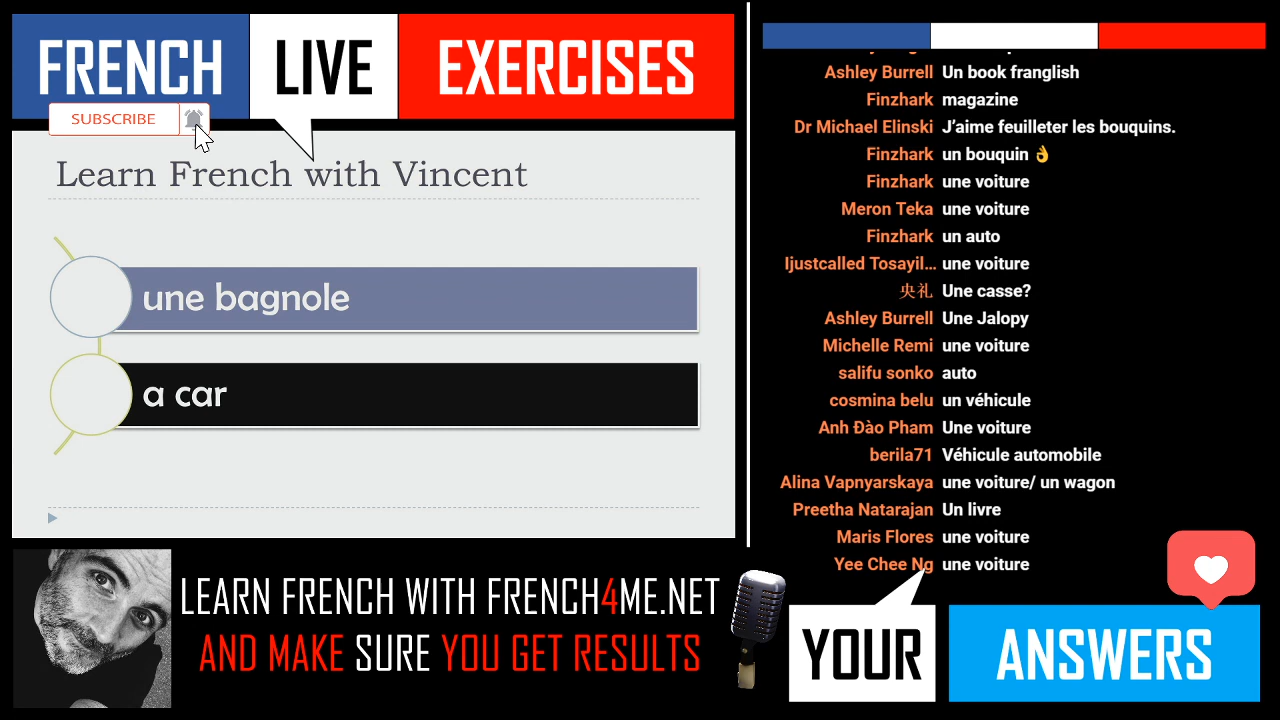 FRENCH LIVE EXERCISES
SUBSCRIBE
Learn French with Vincent
une bagnole
a car
LEARN FRENCH WITH FRENCH4ME.NET
AND MAKE SURE YOU GET RESULTS
Ashley Burrell Un book franglish
Finzhark magazine
Dr Michael Elinski J’aime feuilleter les bouquins.
Finzhark un bouquin 👌
Finzhark une voiture
Meron Teka une voiture
Finzhark un auto
Ijustcalled Tosayil... une voiture
央礼 Une casse?
Ashley Burrell Une Jalopy
Michelle Remi une voiture
salifu sonko auto
cosmina belu un véhicule
Anh Đào Pham Une voiture
berila71 Véhicule automobile
Alina Vapnyarskaya une voiture/ un wagon
Preetha Natarajan Un livre
Maris Flores une voiture
Yee Chee Ng une voiture
YOUR ANSWERS